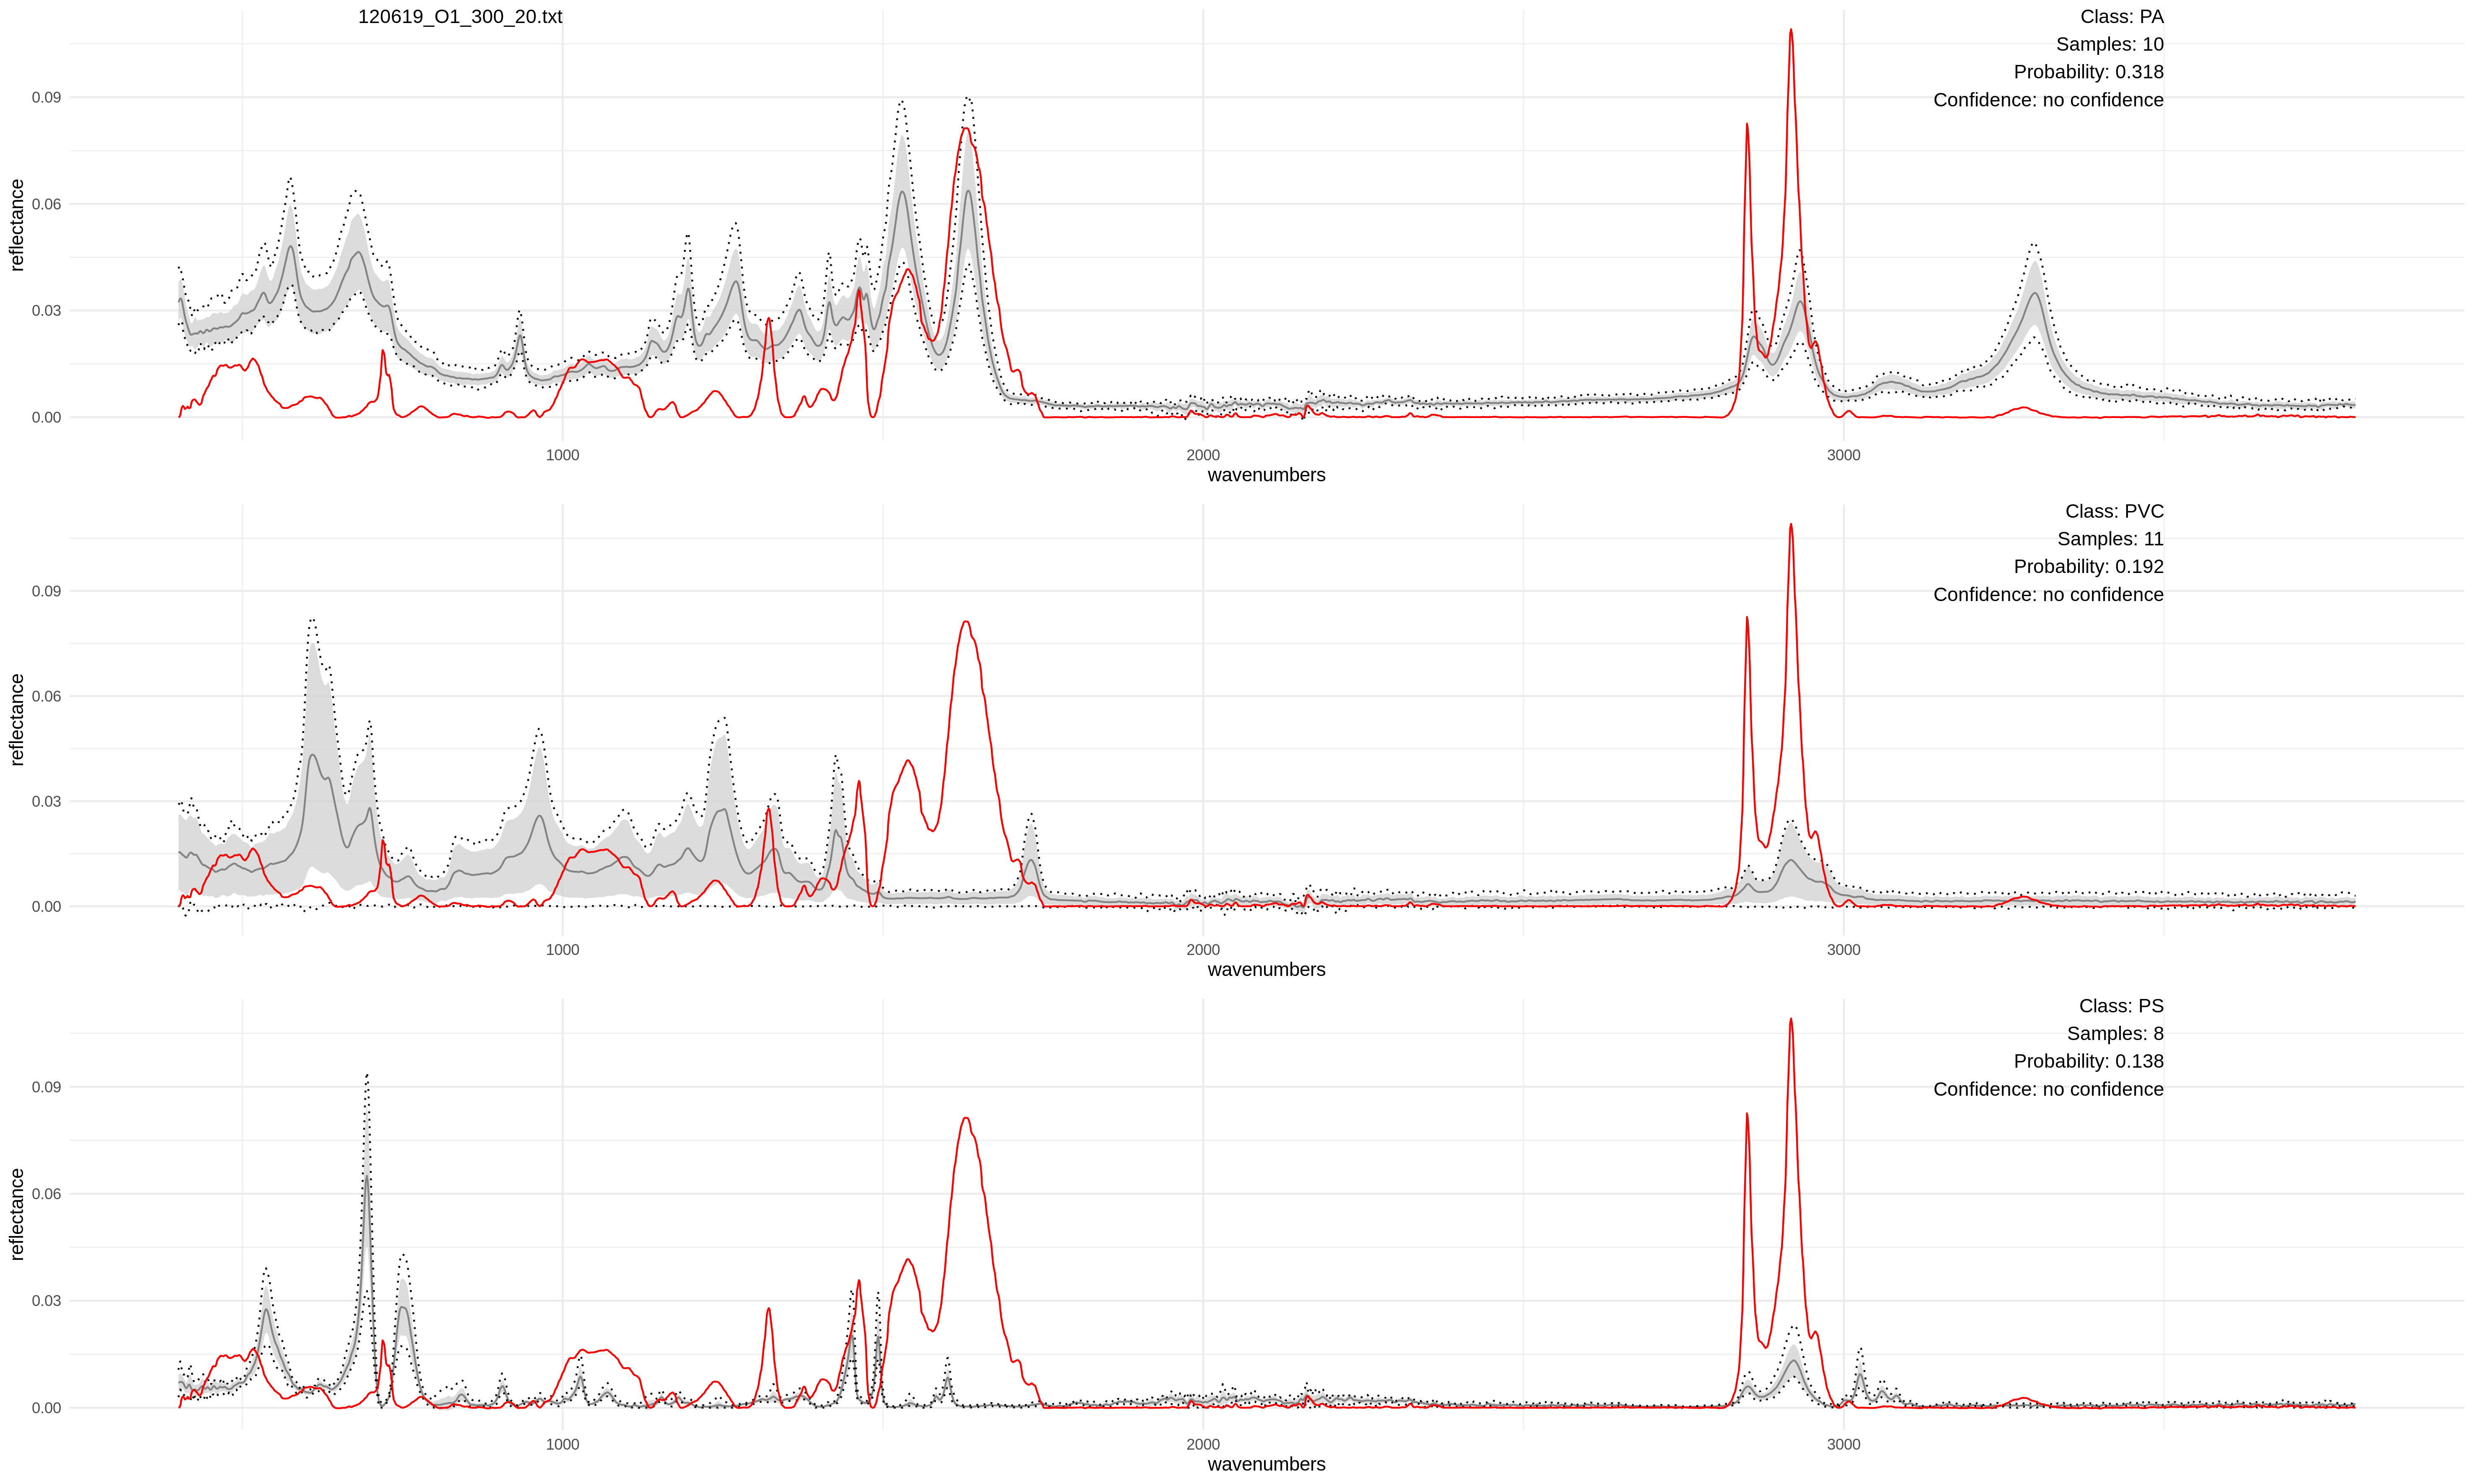 120619_O1_300_20.txt
Class: PA
Samples: 10
Probability: 0.318
Confidence: no confidence
reflectance
0.09
0.06
0.03
0.00
1000 2000 3000
wavenumbers
Class: PVC
Samples: 11
Probability: 0.192
Confidence: no confidence
reflectance
0.09
0.06
0.03
0.00
1000 2000 3000
wavenumbers
Class: PS
Samples: 8
Probability: 0.138
Confidence: no confidence
reflectance
0.09
0.06
0.03
0.00
1000 2000 3000
wavenumbers